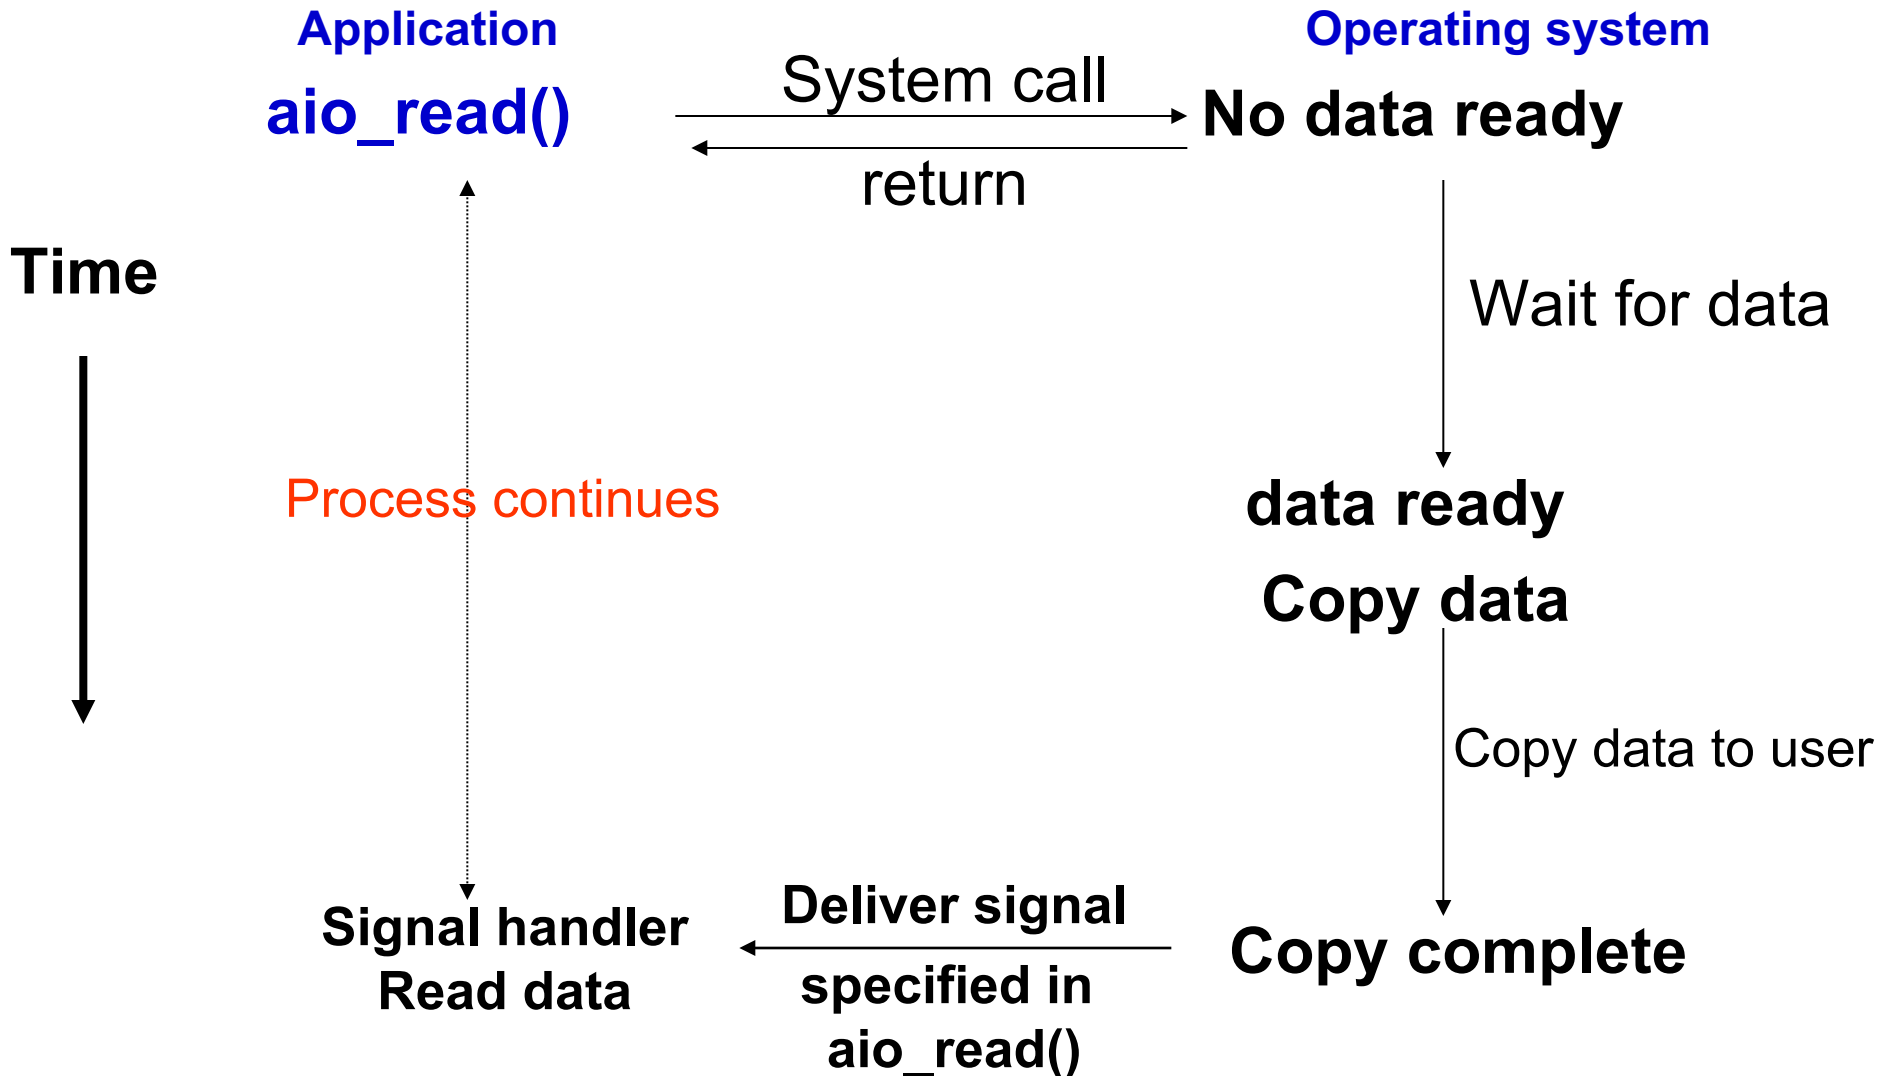 Application
Operating system
aio_read()
System call
No data ready
return
Time
Wait for data
Process continues
data ready
Copy data
Copy data to user
Signal handler
Read data
Deliver signal
specified in
aio_read()
Copy complete